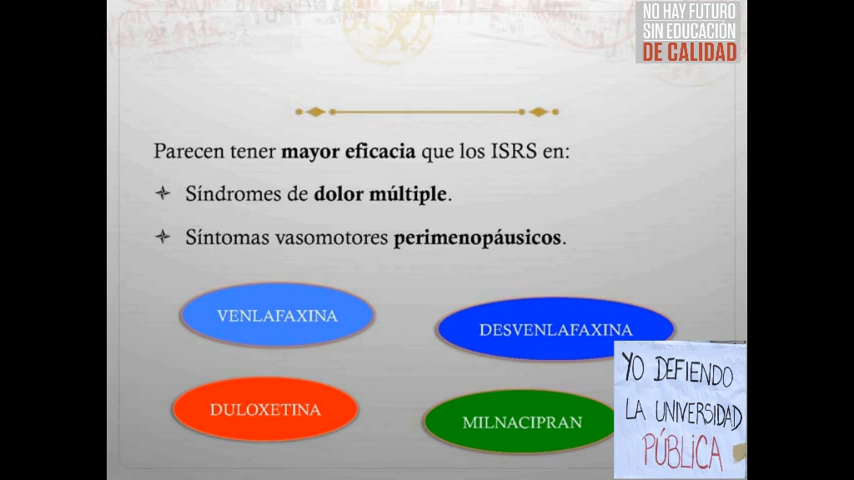 NO HAY FUTURO
SIN EDUCACIÓN
DE CALIDAD
Parecen tener mayor eficacia que los ISRS en:
Síndromes de dolor múltiple.
Síntomas vasomotores perimenopáusicos.
VENLAFAXINA
DESVENLAFAXINA
DULOXETINA
MILNACIPRAN
YO DEFIENDO
LA UNIVERSIDAD
PÚBLICA